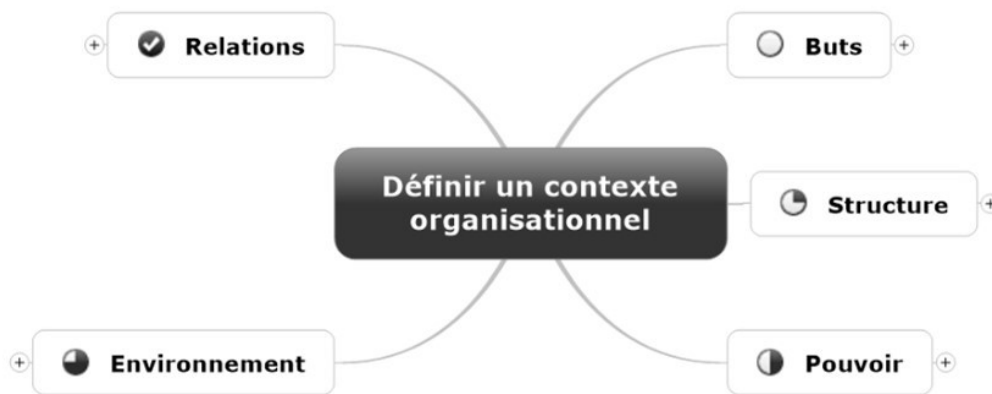 Relations
Buts
Définir un contexte
organisationnel
Structure
Environnement
Pouvoir